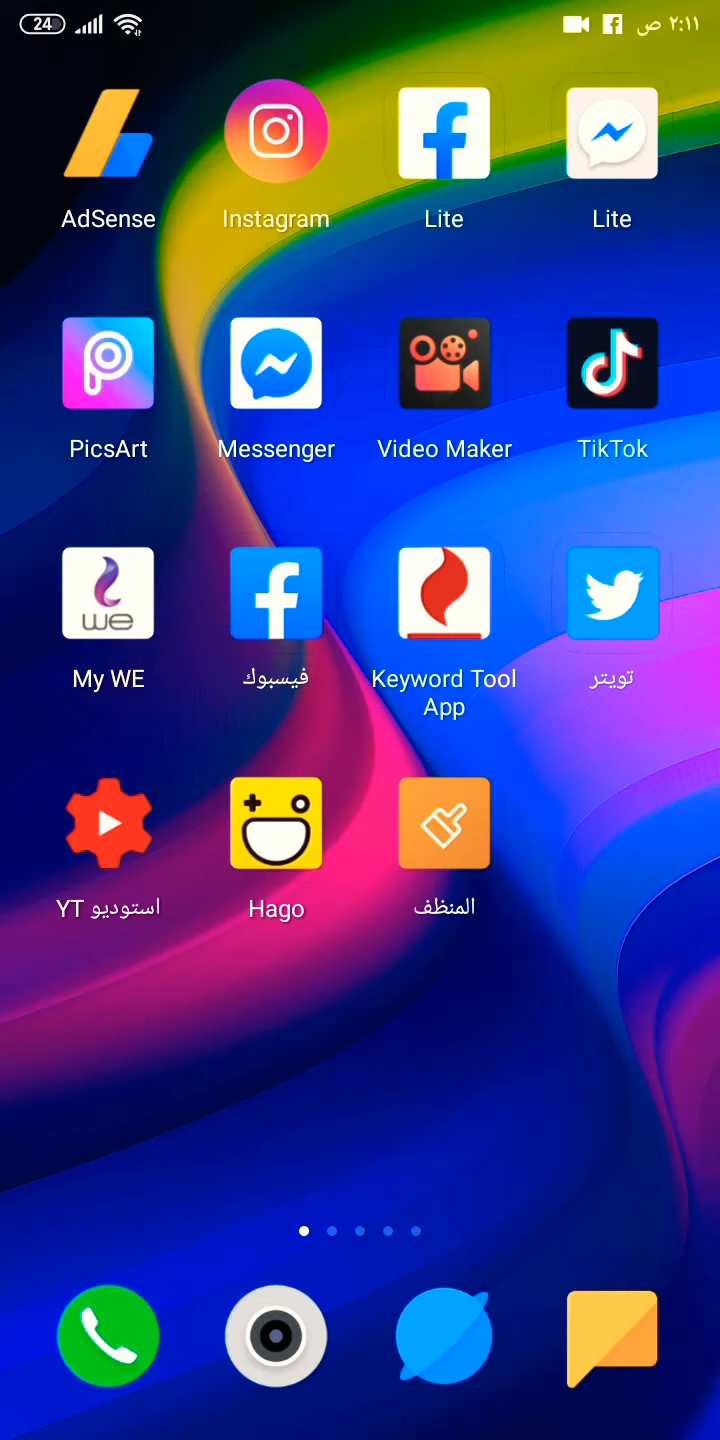 24
٢:١١ ص
AdSense
Instagram
Lite
Lite
PicsArt
Messenger
Video Maker
TikTok
we
My WE
فيسبوك
Keyword Tool
App
تويتر
استوديو YT
Hago
المنظف